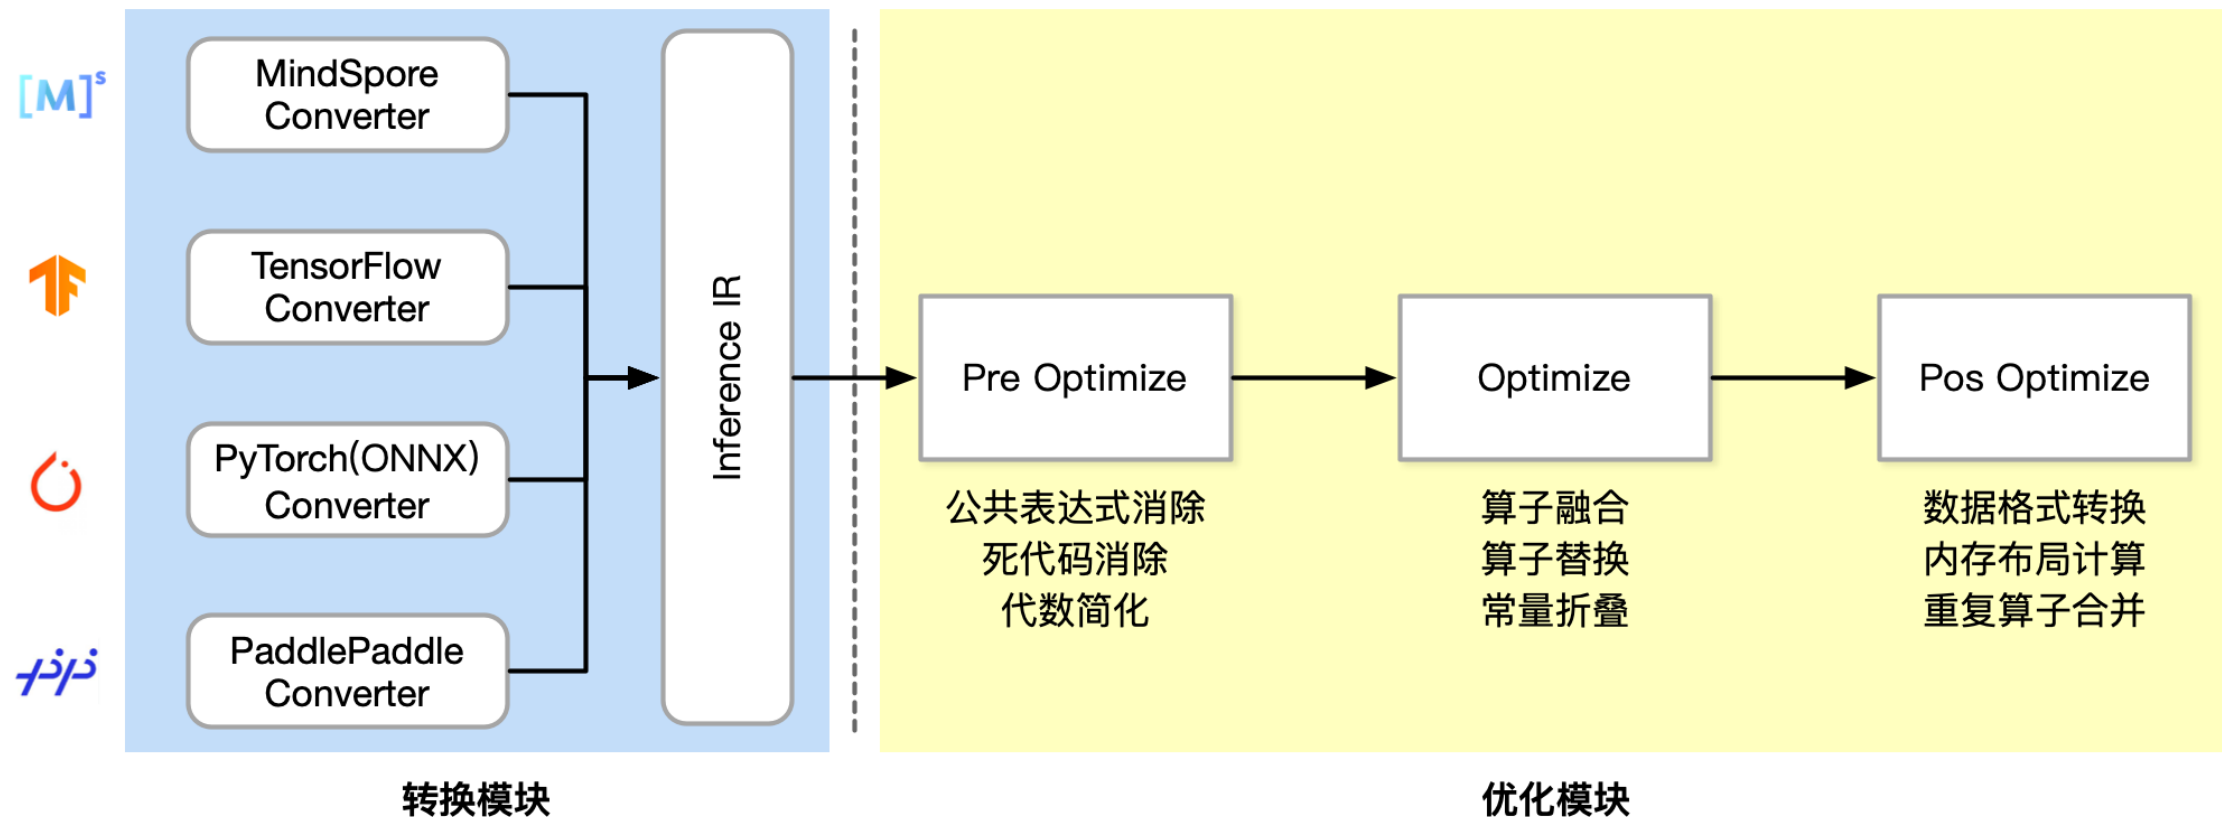 [M]s
MindSpore
Converter
TensorFlow
Converter
PyTorch(ONNX)
Converter
PaddlePaddle
Converter
Inference IR
转换模块
Pre Optimize
公共表达式消除
死代码消除
代数简化
Optimize
算子融合
算子替换
常量折叠
Pos Optimize
数据格式转换
内存布局计算
重复算子合并
优化模块